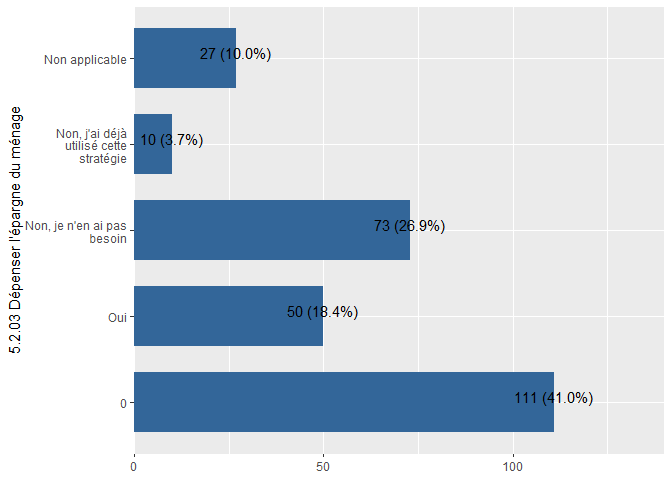 5.2.03 Dépenser l'épargne du ménage
Non applicable
27 (10.0%)
Non, j'ai déjà
utilisé cette
stratégie
10 (3.7%)
Non, je n'en ai pas
besoin
73 (26.9%)
Oui
50 (18.4%)
0
111 (41.0%)
0
50
100